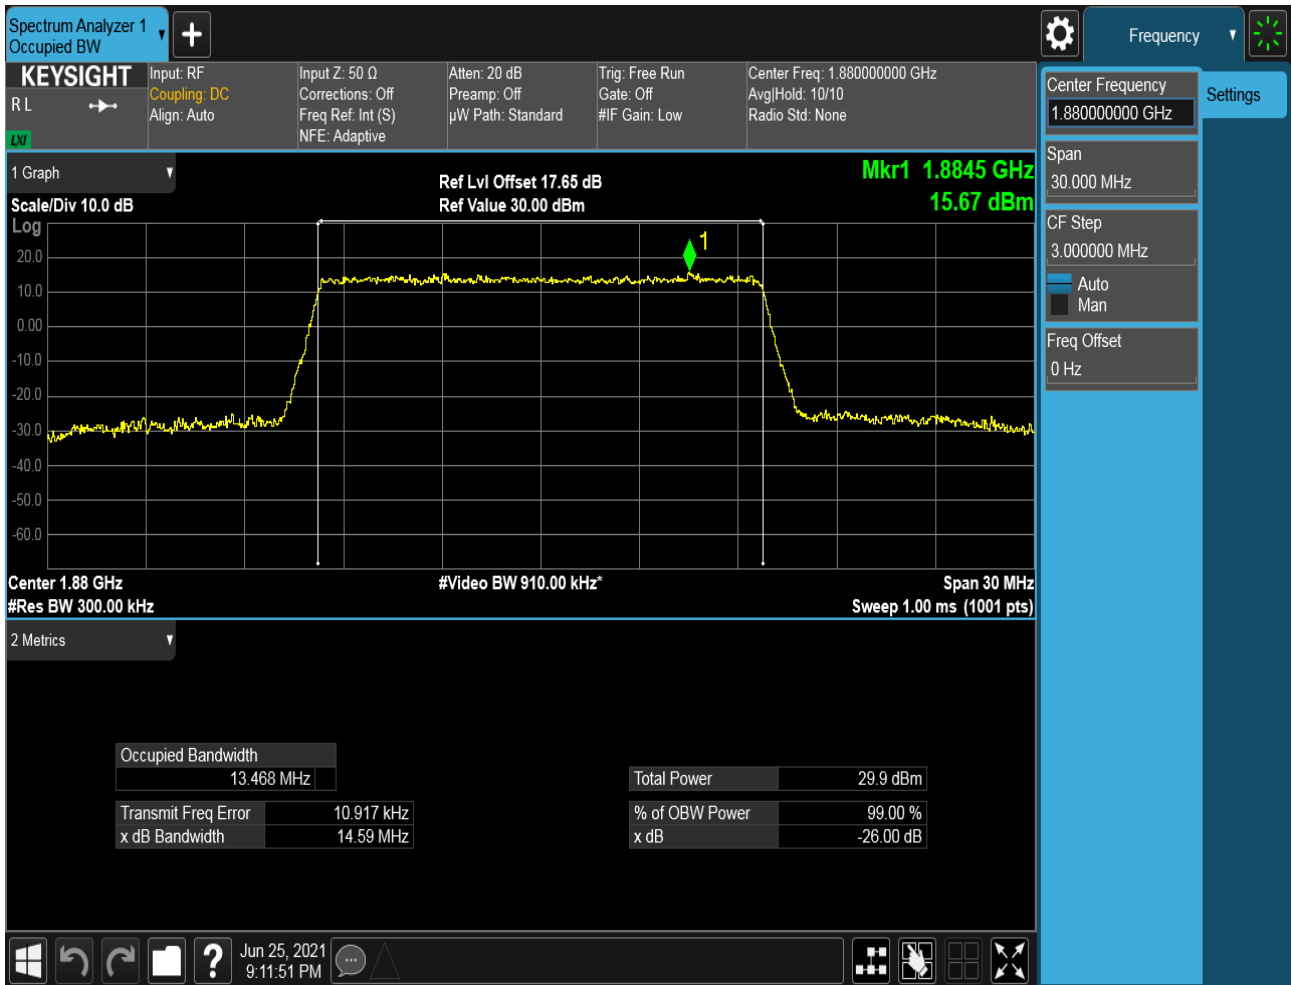 Spectrum Analyzer 1
Occupied BW
Frequency
KEYSIGHT
R L
LXI
Input: RF
Coupling: DC
Align: Auto
Input Z: 50 Ω
Corrections: Off
Freq Ref: Int (S)
NFE: Adaptive
Atten: 20 dB
Preamp: Off
µW Path: Standard
Trig: Free Run
Gate: Off
#IF Gain: Low
Center Freq: 1.880000000 GHz
Avg|Hold: 10/10
Radio Std: None
Center Frequency
1.880000000 GHz
Settings
Span
30.000 MHz
CF Step
3.000000 MHz
Auto
Man
Freq Offset
0 Hz
1 Graph
Ref Lvl Offset 17.65 dB
Mkr1 1.8845 GHz
Scale/Div 10.0 dB
Ref Value 30.00 dBm
15.67 dBm
Log
1
20.0
10.0
0.00
-10.0
-20.0
-30.0
-40.0
-50.0
-60.0
Center 1.88 GHz
#Video BW 910.00 kHz*
Span 30 MHz
#Res BW 300.00 kHz
Sweep 1.00 ms (1001 pts)
2 Metrics
Occupied Bandwidth
13.468 MHz
Total Power 29.9 dBm
Transmit Freq Error 10.917 kHz
% of OBW Power 99.00 %
x dB Bandwidth 14.59 MHz
x dB -26.00 dB
?
Jun 25, 2021
9:11:51 PM